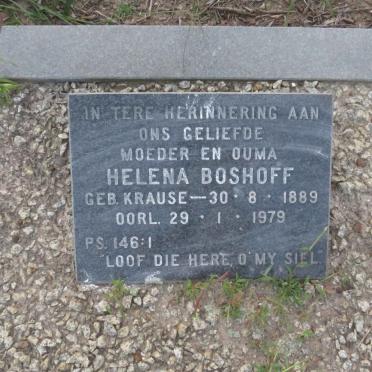 IN TERE HERINNERING AAN
ONS GELIEFDE
MOEDER EN OUMA
HELENA BOSHOFF
GEB. KRAUSE — 30 · 8 · 1889
OORL. 29 · 1 · 1979
PS. 146:1
"LOOF DIE HERE, O' MY SIEL."